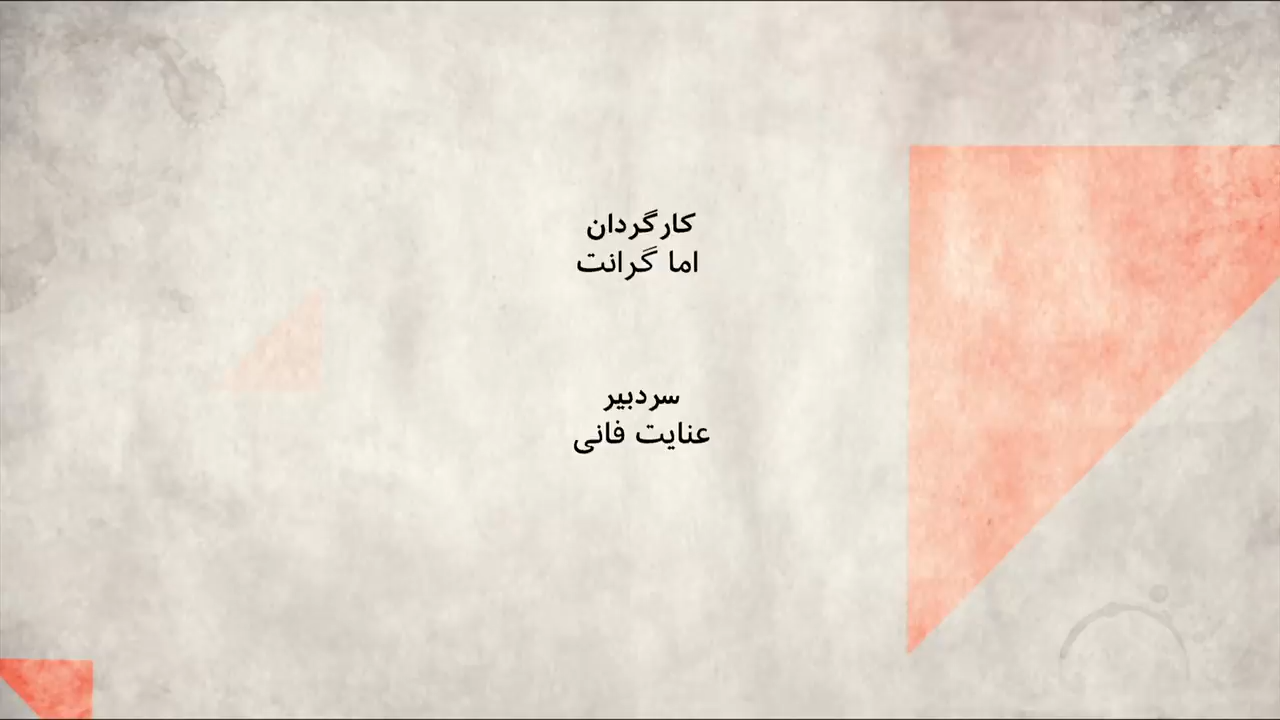 کارگردان
اما گرانت
سردبیر
عنایت فانی